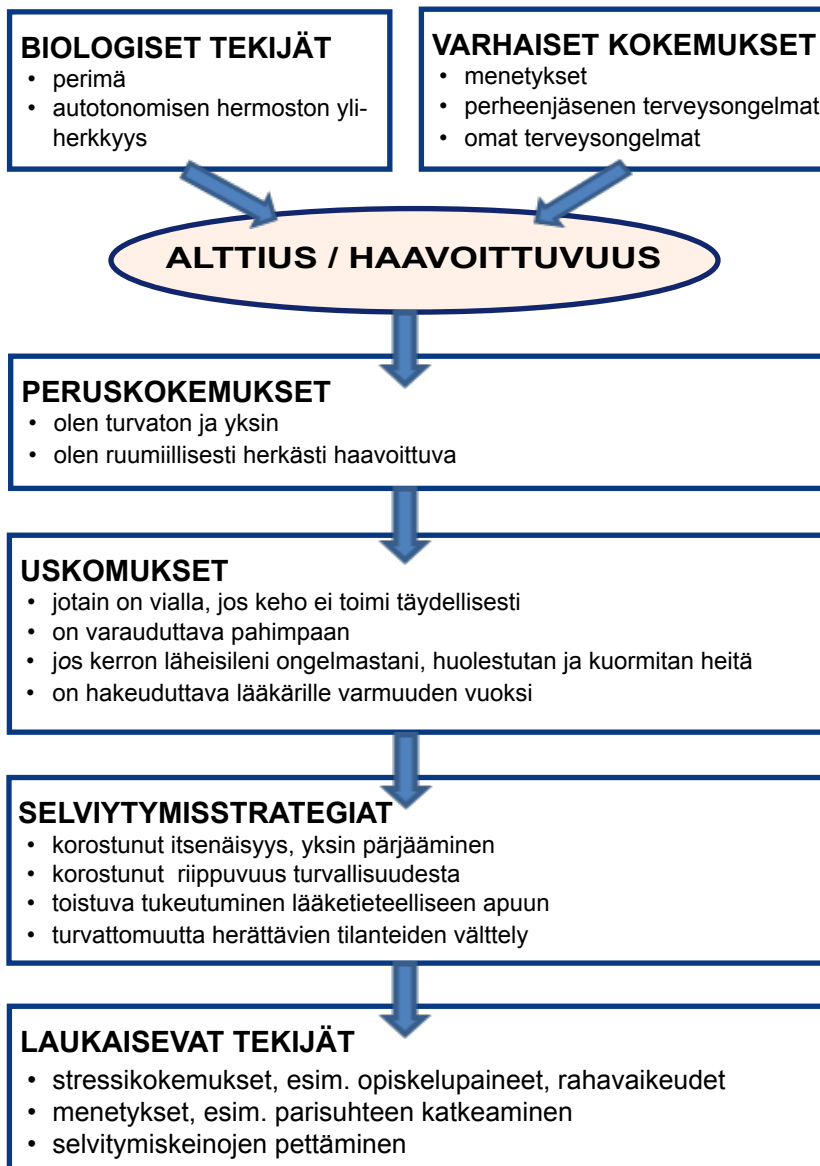 BIOLOGISET TEKIJÄT
• perimä
• autotonomisen hermoston yli-
herkkyys
VARHAISET KOKEMUKSET
• menetykset
• perheenjäsenen terveysongelmat
• omat terveysongelmat
ALTTIUS / HAAVOITTUVUUS
PERUSKOKEMUKSET
• olen turvaton ja yksin
• olen ruumiillisesti herkästi haavoittuva
USKOMUKSET
• jotain on vialla, jos keho ei toimi täydellisesti
• on varauduttava pahimpaan
• jos kerron läheisileni ongelmastani, huolestutan ja kuormitan heitä
• on hakeuduttava lääkärille varmuuden vuoksi
SELVIYTYMISSTRATEGIAT
• korostunut itsenäisyys, yksin pärjääminen
• korostunut riippuvuus turvallisuudesta
• toistuva tukeutuminen lääketieteelliseen apuun
• turvattomuutta herättävien tilanteiden välttely
LAUKAISEVAT TEKIJÄT
• stressikokemukset, esim. opiskelupaineet, rahavaikeudet
• menetykset, esim. parisuhteen katkeaminen
• selvitymiskeinojen pettäminen